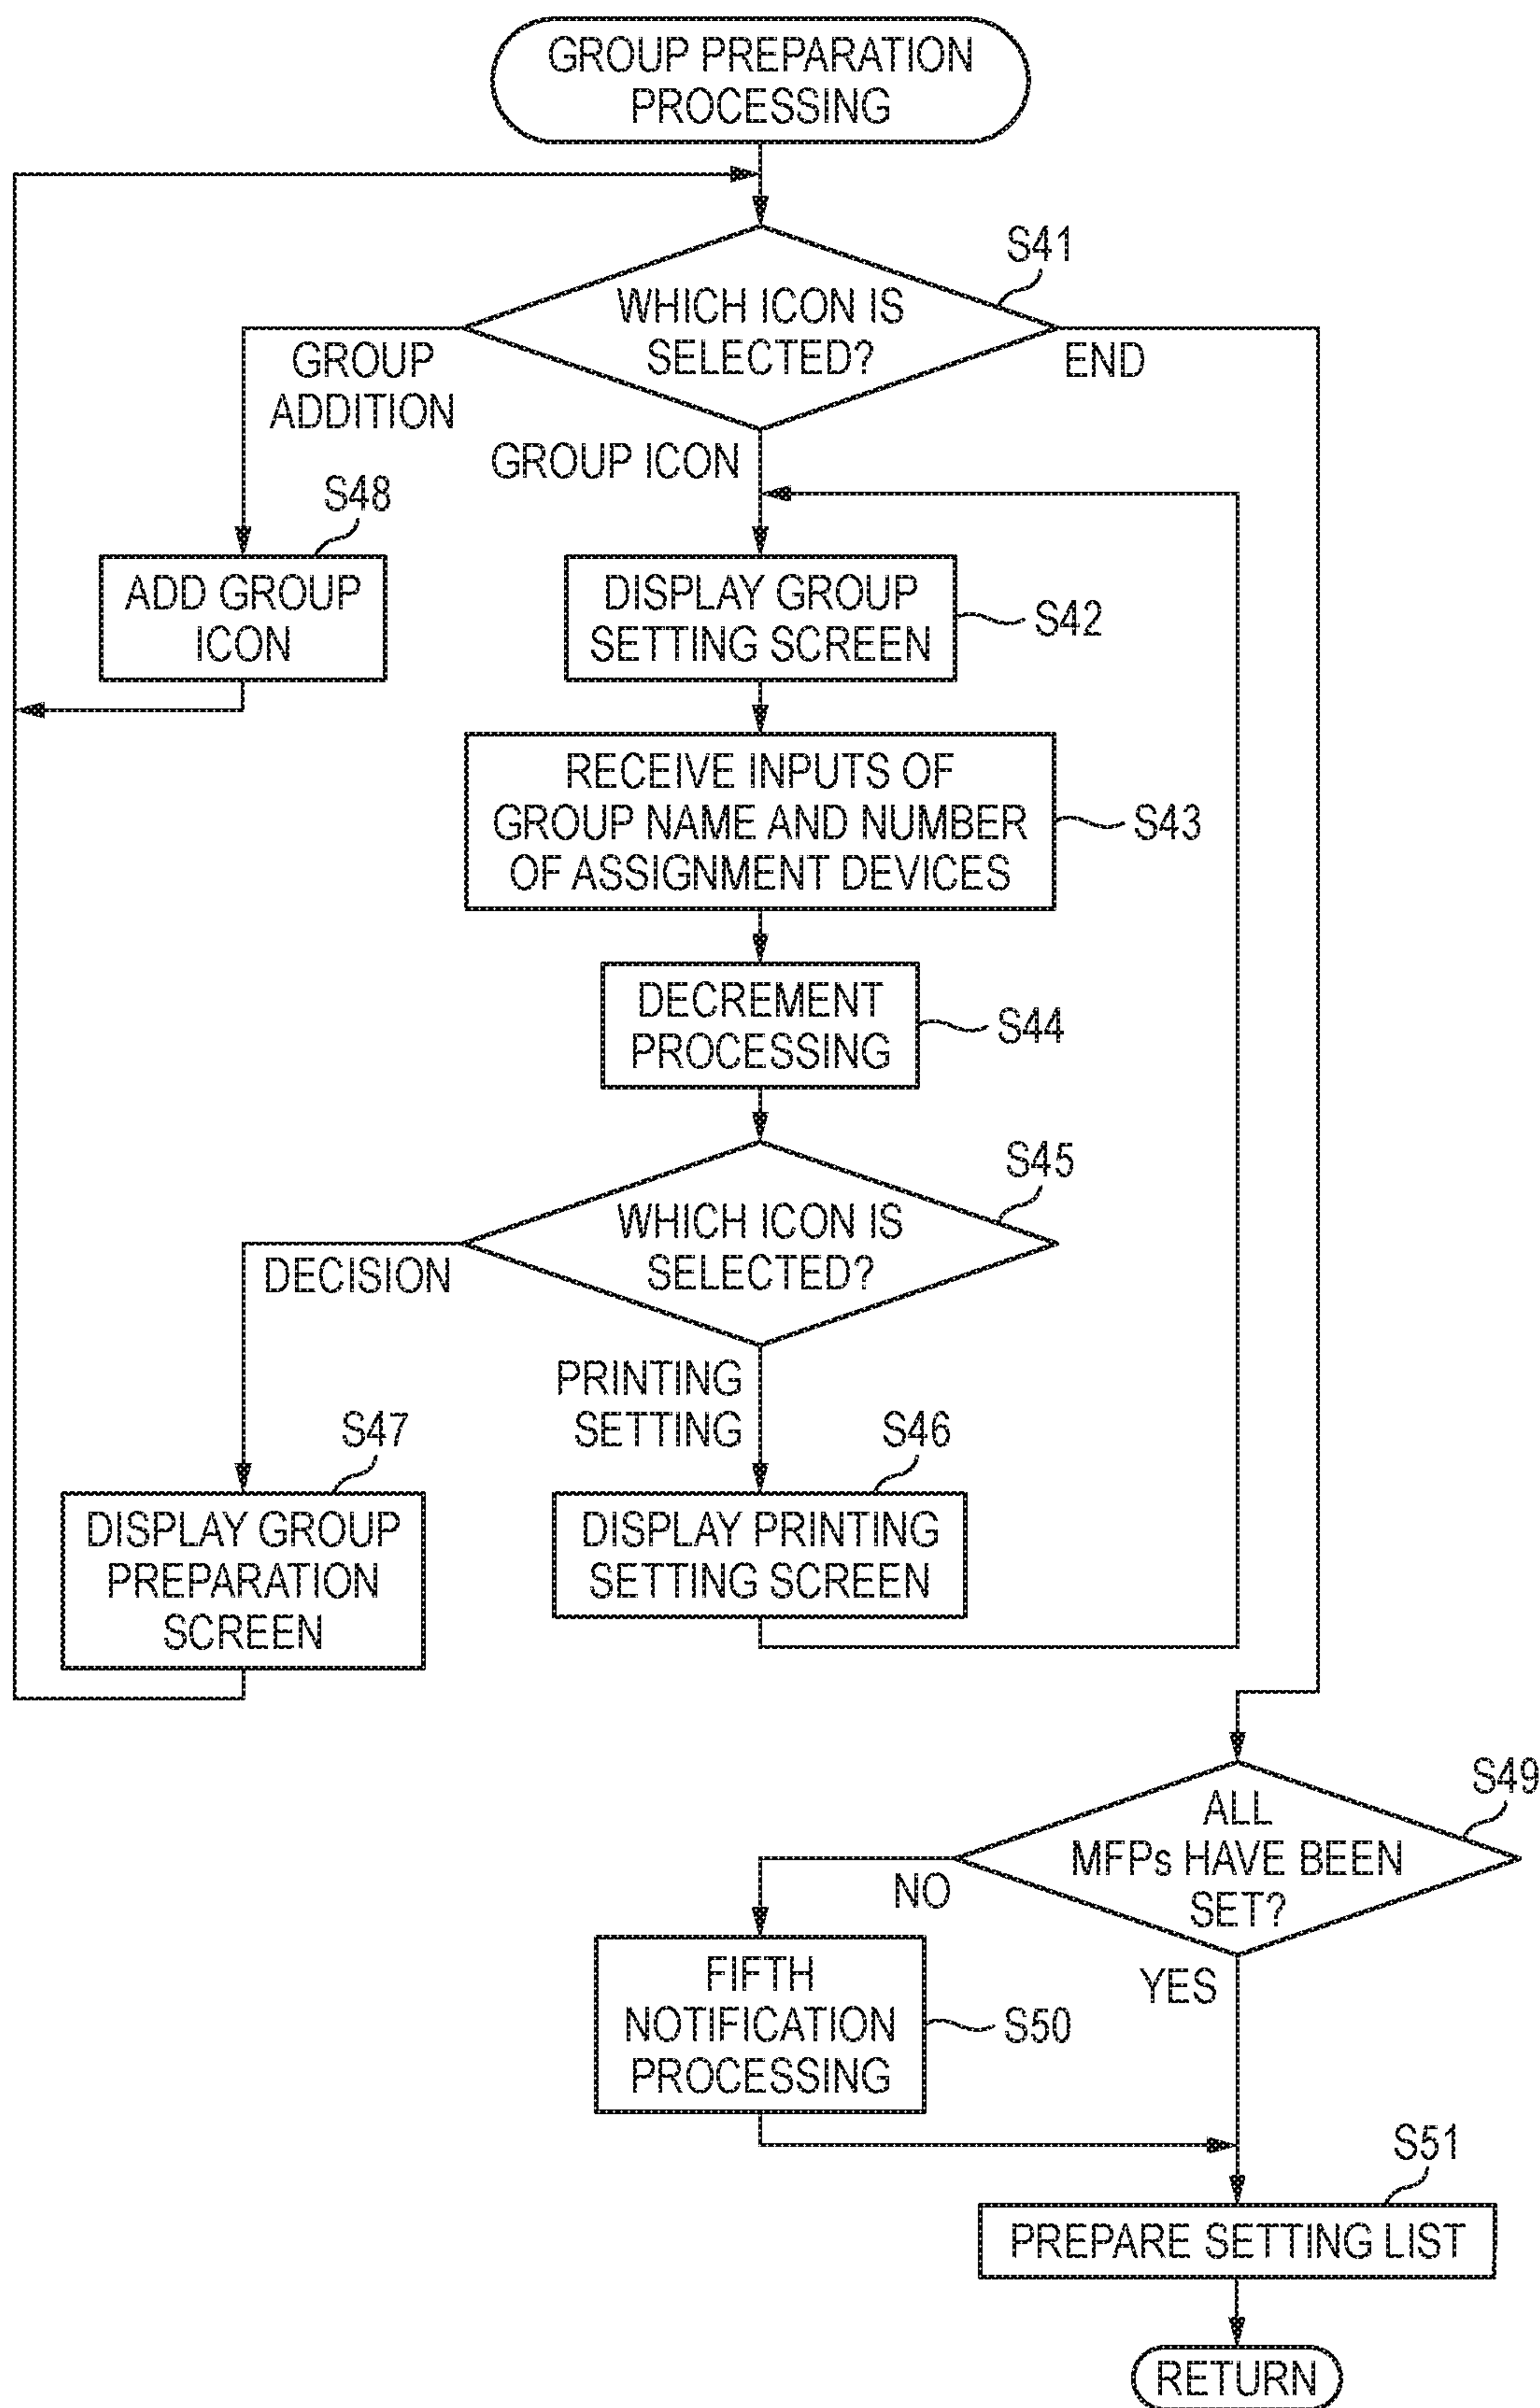 GROUP PREPARATION
PROCESSING
S41
WHICH ICON IS
SELECTED?
GROUP
ADDITION
END
GROUP ICON
S48
ADD GROUP
ICON
DISPLAY GROUP
SETTING SCREEN
S42
RECEIVE INPUTS OF
GROUP NAME AND NUMBER
OF ASSIGNMENT DEVICES
S43
DECREMENT
PROCESSING
S44
S45
WHICH ICON IS
SELECTED?
DECISION
PRINTING
SETTING
S47
S46
DISPLAY GROUP
PREPARATION
SCREEN
DISPLAY PRINTING
SETTING SCREEN
S49
ALL
MFPs HAVE BEEN
SET?
NO
YES
FIFTH
NOTIFICATION
PROCESSING
S50
S51
PREPARE SETTING LIST
RETURN